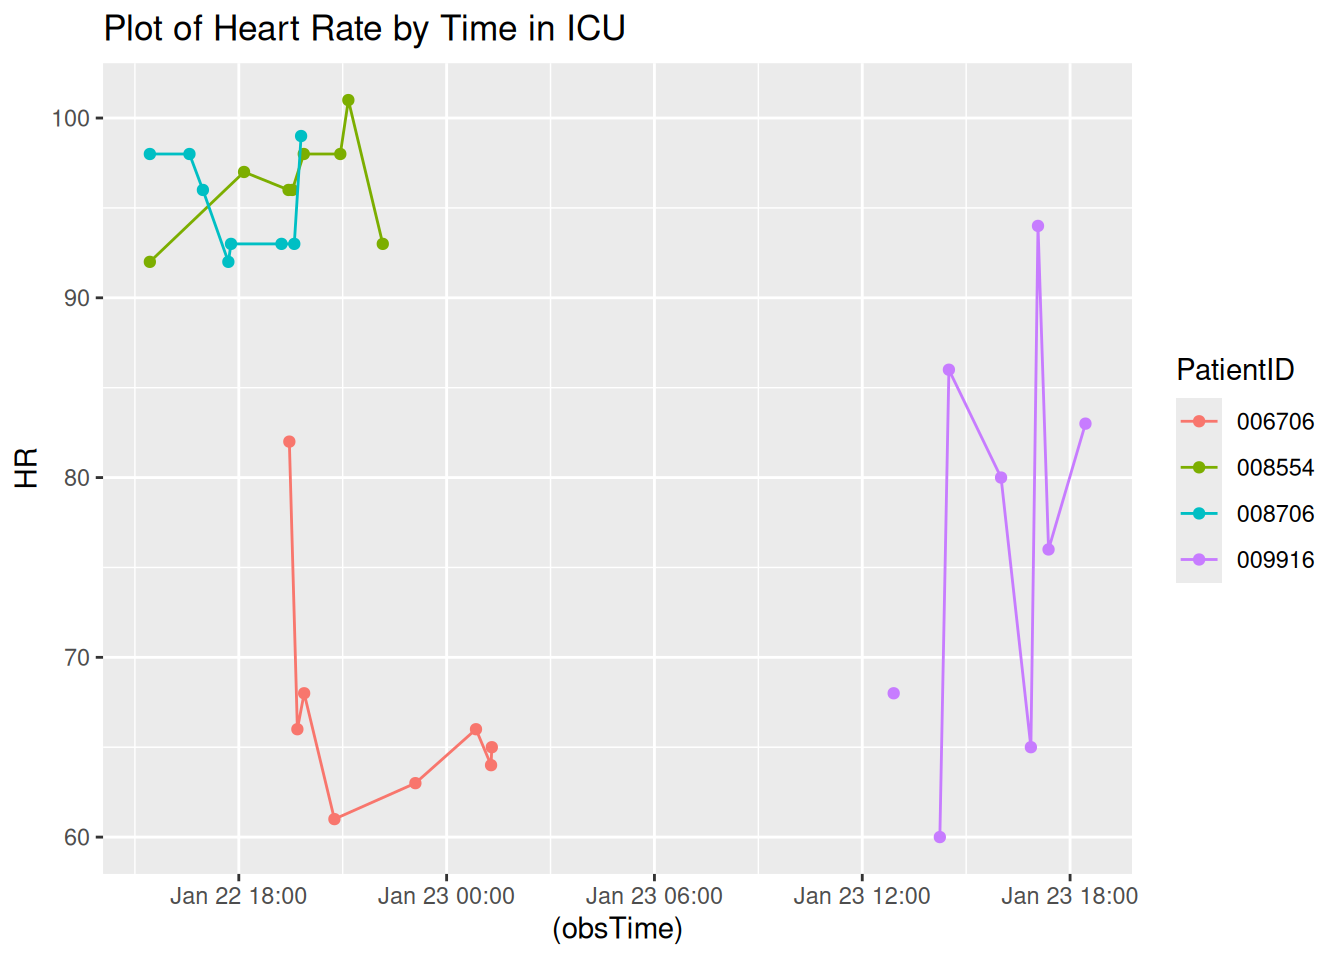 Plot of Heart Rate by Time in ICU
100
90
80
70
60
HR
Jan 22 18:00 Jan 23 00:00 Jan 23 06:00 Jan 23 12:00 Jan 23 18:00
(obsTime)
PatientID
006706
008554
008706
009916